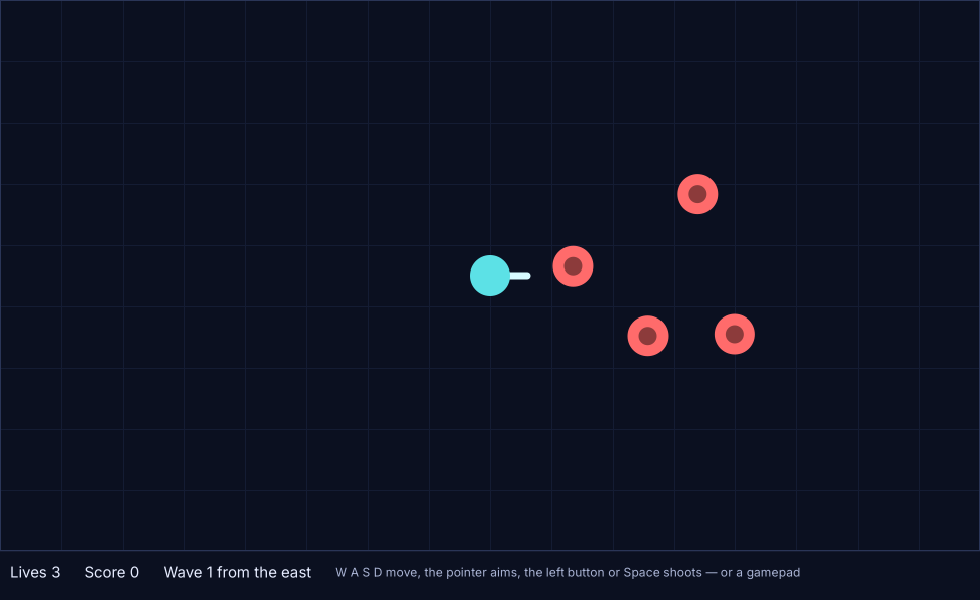 Lives 3 Score 0 Wave 1 from the east W A S D move, the pointer aims, the left button or Space shoots — or a gamepad